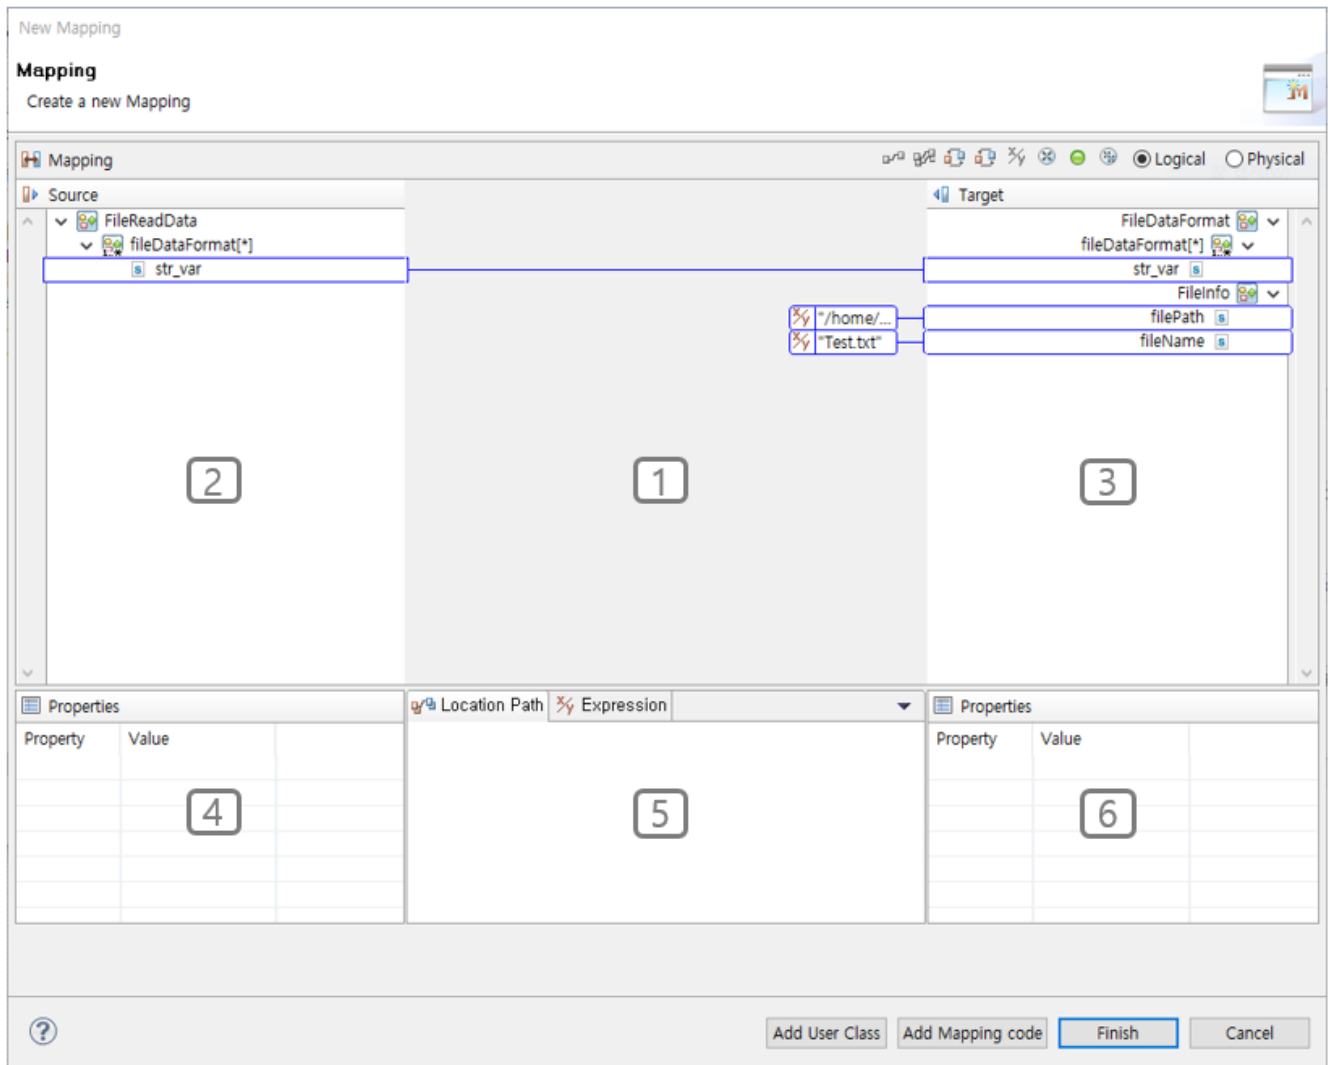 New Mapping
Mapping
Create a new Mapping
Mapping
Logical Physical
Source
Target
FileReadData
FileDataFormat
fileDataFormat[*]
fileDataFormat[*]
str_var
str_var
FileInfo
"/home/...
filePath
"Test.txt"
fileName
2
1
3
Properties
Location Path
Expression
Properties
Property Value
Property Value
4
5
6
Add User Class
Add Mapping code
Finish
Cancel